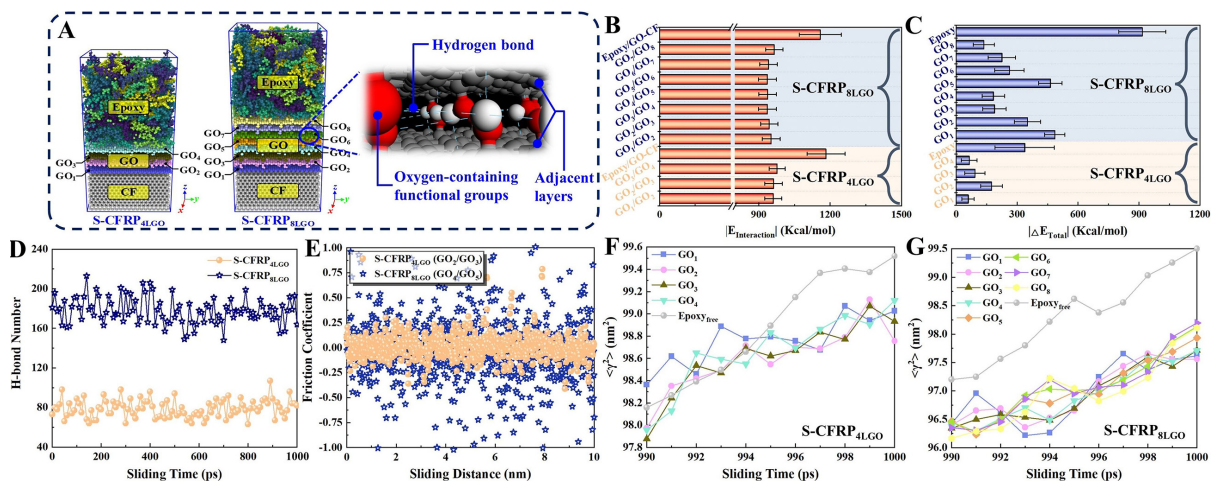 A
Epoxy
GO
CF
GO₃
GO₁
GO₄
GO₂
S-CFRP4LGO
Epoxy
GO
CF
GO₇
GO₅
GO₃
GO₁
GO₈
GO₆
GO₄
GO₂
S-CFRP8LGO
z
y
x
z
y
x
Hydrogen bond
Oxygen-containing
functional groups
Adjacent
layers
B
Epoxy/GO-CF
GO₇/GO₈
GO₆/GO₇
GO₅/GO₆
GO₄/GO₅
GO₃/GO₄
GO₂/GO₃
GO₁/GO₂
Epoxy/GO-CF
GO₃/GO₄
GO₂/GO₃
GO₁/GO₂
S-CFRP8LGO
S-CFRP4LGO
0 900 1200 1500
|EInteraction| (Kcal/mol)
C
Epoxy
GO₈
GO₇
GO₆
GO₅
GO₄
GO₃
GO₂
GO₁
Epoxy
GO₄
GO₃
GO₂
GO₁
S-CFRP8LGO
S-CFRP4LGO
0 300 600 900 1200
|△ETotal| (Kcal/mol)
D
S-CFRP4LGO
S-CFRP8LGO
H-bond Number
240
200
160
120
80
40
0 200 400 600 800 1000
Sliding Time (ps)
E
S-CFRP4LGO (GO₂/GO₃)
S-CFRP8LGO (GO₄/GO₅)
Friction Coefficient
1.00
0.75
0.50
0.25
0.00
-0.25
-0.50
-0.75
-1.00
0 2 4 6 8 10
Sliding Distance (nm)
F
GO₁
GO₂
GO₃
GO₄
Epoxyfree
<γ²> (nm²)
99.6
99.4
99.2
99.0
98.8
98.6
98.4
98.2
98.0
97.8
990 992 994 996 998 1000
S-CFRP4LGO
Sliding Time (ps)
G
GO₁
GO₂
GO₃
GO₄
GO₅
GO₆
GO₇
GO₈
Epoxyfree
<γ²> (nm²)
99.5
99.0
98.5
98.0
97.5
97.0
96.5
96.0
990 992 994 996 998 1000
S-CFRP8LGO
Sliding Time (ps)